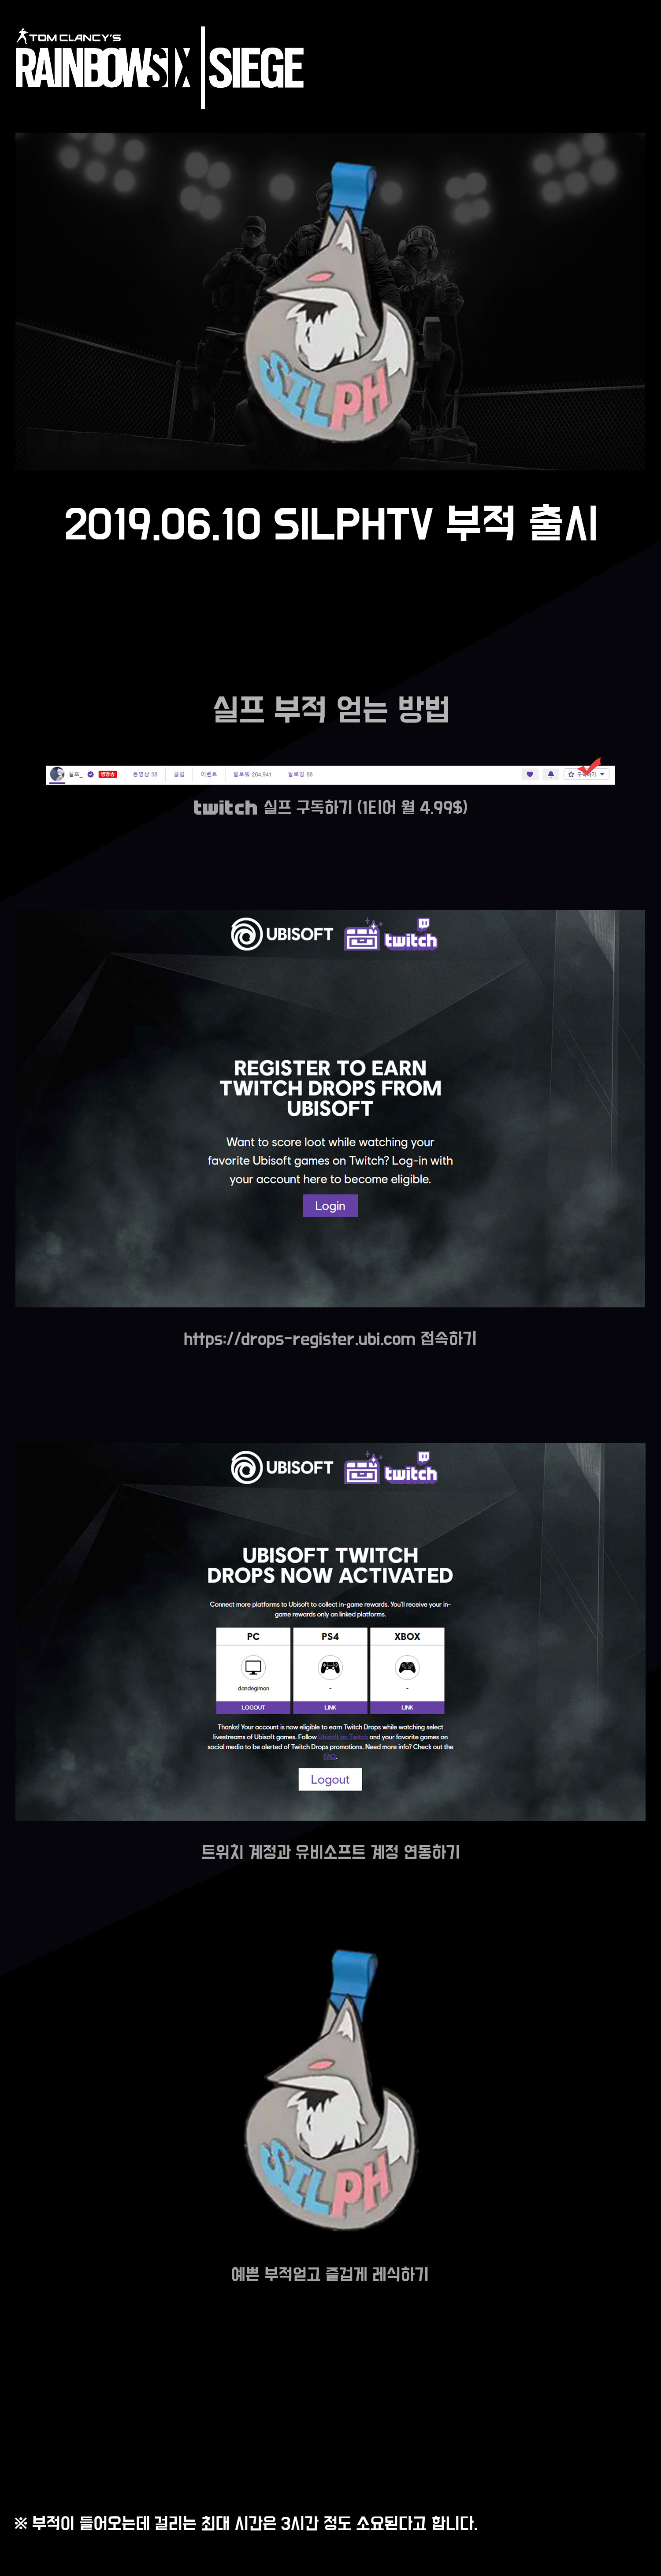 TOM CLANCY'S
RAINBOWSIX SIEGE
SILPH
2019.06.10 SILPHTV 부적 출시
실프 부적 얻는 방법
실프_ 생방송 동영상 38 클립 이벤트 팔로워 204,941 팔로잉 88
twitch 실프 구독하기 (1티어 월 4.99$)
UBISOFT twitch
REGISTER TO EARN
TWITCH DROPS FROM
UBISOFT
Want to score loot while watching your
favorite Ubisoft games on Twitch? Log-in with
your account here to become eligible.
Login
https://drops-register.ubi.com 접속하기
UBISOFT twitch
UBISOFT TWITCH
DROPS NOW ACTIVATED
Connect more platforms to Ubisoft to collect in-game rewards. You'll receive your in-
game rewards only on linked platforms.
PC PS4 XBOX
dandegimon - -
LOGOUT LINK LINK
Thanks! Your account is now eligible to earn Twitch Drops while watching select
livestreams of Ubisoft games. Follow Ubisoft on Twitch and your favorite games on
social media to be alerted of Twitch Drops promotions. Need more info? Check out the
FAQ.
Logout
트위치 계정과 유비소프트 계정 연동하기
SILPH
예쁜 부적얻고 즐겁게 레식하기
※ 부적이 들어오는데 걸리는 최대 시간은 3시간 정도 소요된다고 합니다.